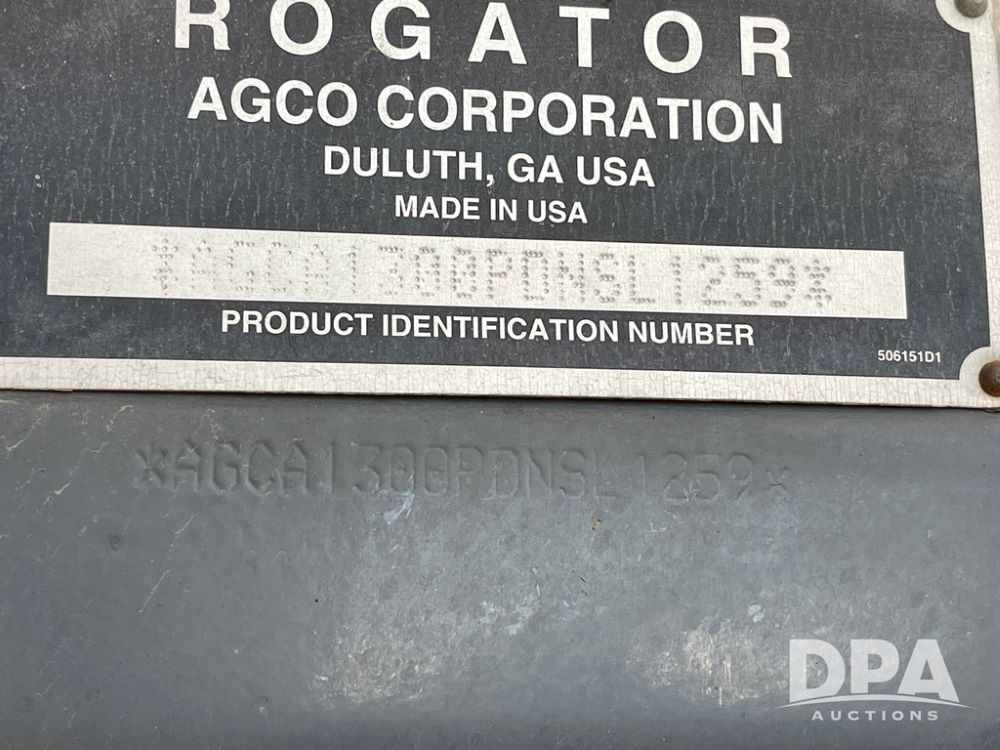 ROGATOR
AGCO CORPORATION
DULUTH, GA USA
MADE IN USA
*AGCA1300PDNSL1259*
PRODUCT IDENTIFICATION NUMBER
506151D1
*AGCA1300PDNSL1259*
DPA
AUCTIONS